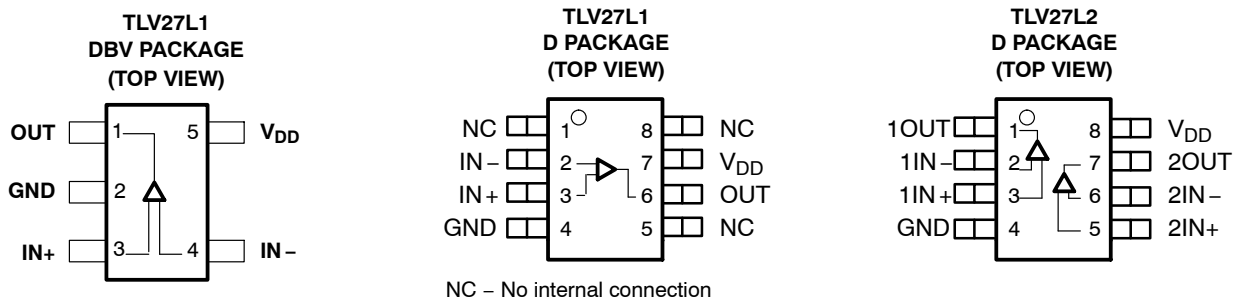 TLV27L1
DBV PACKAGE
(TOP VIEW)
OUT 1 5 VDD
GND 2
IN+ 3 4 IN−
TLV27L1
D PACKAGE
(TOP VIEW)
NC 1 8 NC
IN− 2 7 VDD
IN+ 3 6 OUT
GND 4 5 NC
NC − No internal connection
TLV27L2
D PACKAGE
(TOP VIEW)
1OUT 1 8 VDD
1IN− 2 7 2OUT
1IN+ 3 6 2IN−
GND 4 5 2IN+